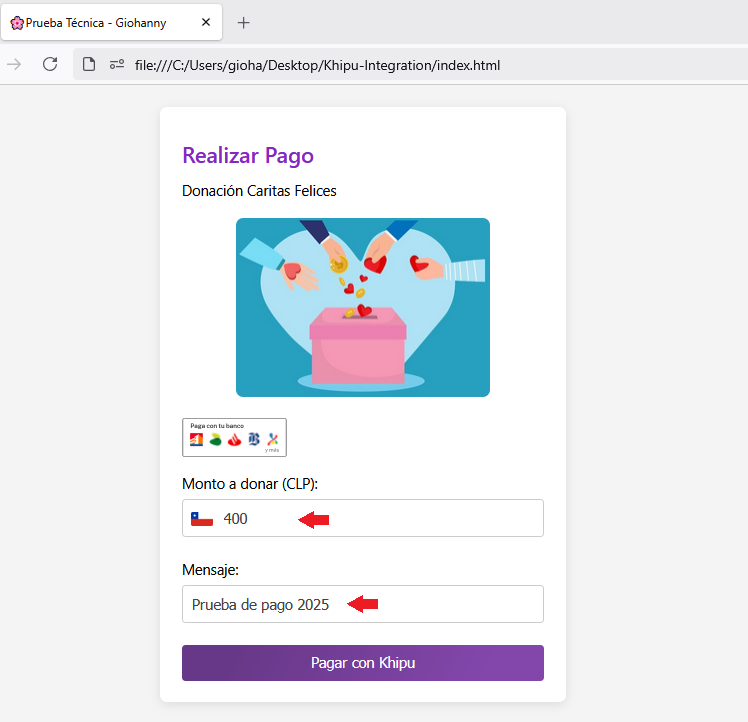 Prueba Técnica - Giohanny
file:///C:/Users/gioha/Desktop/Khipu-Integration/index.html
Realizar Pago
Donación Caritas Felices
Paga con tu banco
y más
Monto a donar (CLP):
400
Mensaje:
Prueba de pago 2025
Pagar con Khipu